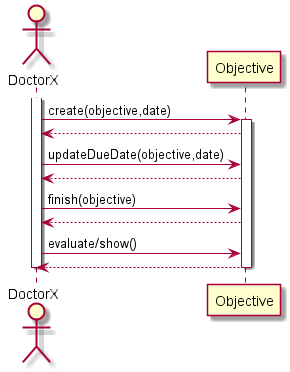 DoctorX
Objective
create(objective,date)
updateDueDate(objective,date)
finish(objective)
evaluate/show()
DoctorX
Objective